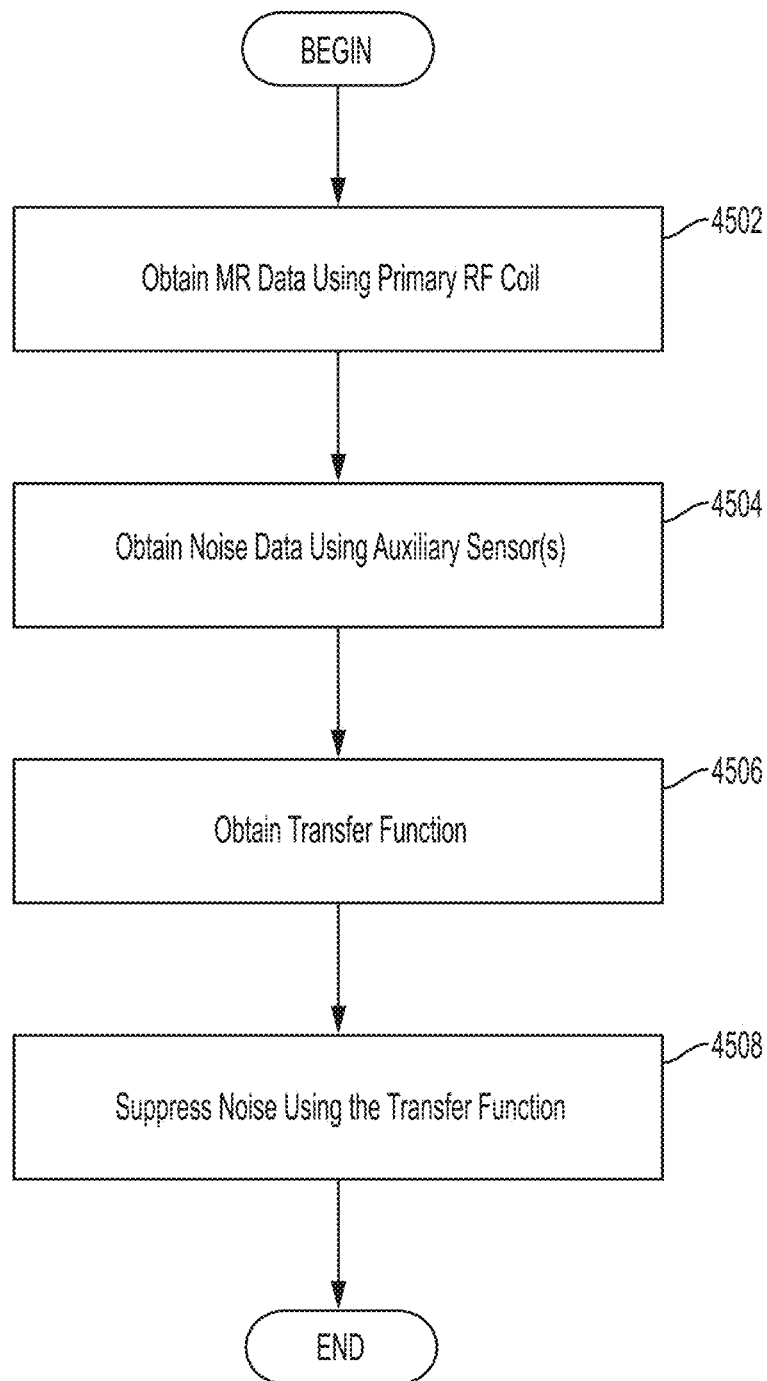 BEGIN
4502
Obtain MR Data Using Primary RF Coil
4504
Obtain Noise Data Using Auxiliary Sensor(s)
4506
Obtain Transfer Function
4508
Suppress Noise Using the Transfer Function
END